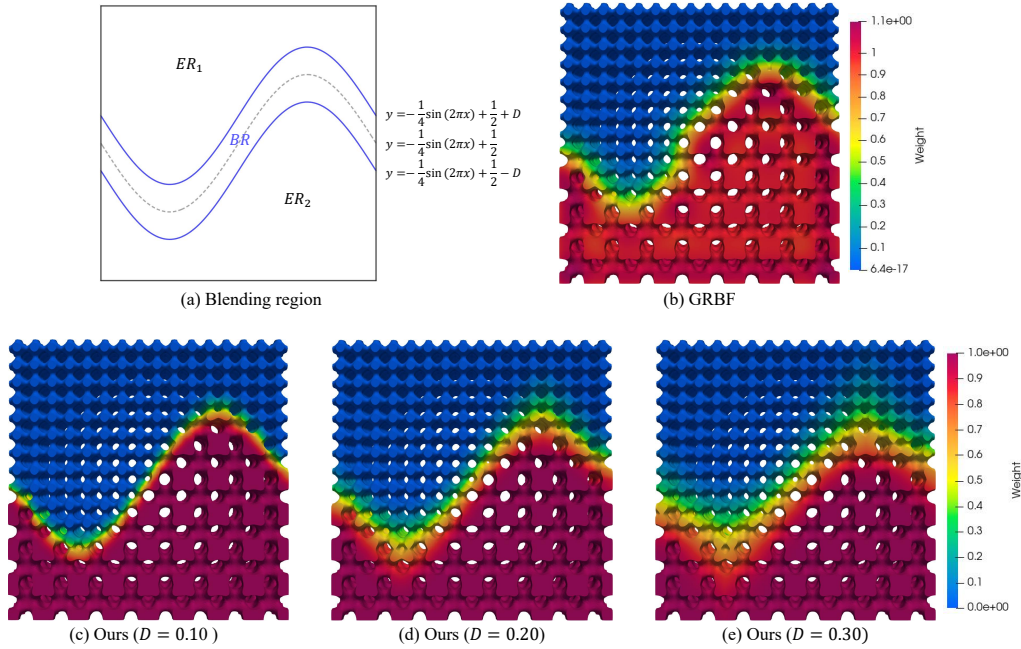 ER₁
BR
ER₂
y =-1/4 sin (2πx) + 1/2 + D
y =-1/4 sin (2πx) + 1/2
y =-1/4 sin (2πx) + 1/2 - D
(a) Blending region
1.1e+00
1
0.9
0.8
0.7
0.6
0.5
0.4
0.3
0.2
0.1
6.4e-17
Weight
(b) GRBF
1.0e+00
0.9
0.8
0.7
0.6
0.5
0.4
0.3
0.2
0.1
0.0e+00
Weight
(c) Ours (D = 0.10 )
(d) Ours (D = 0.20)
(e) Ours (D = 0.30)